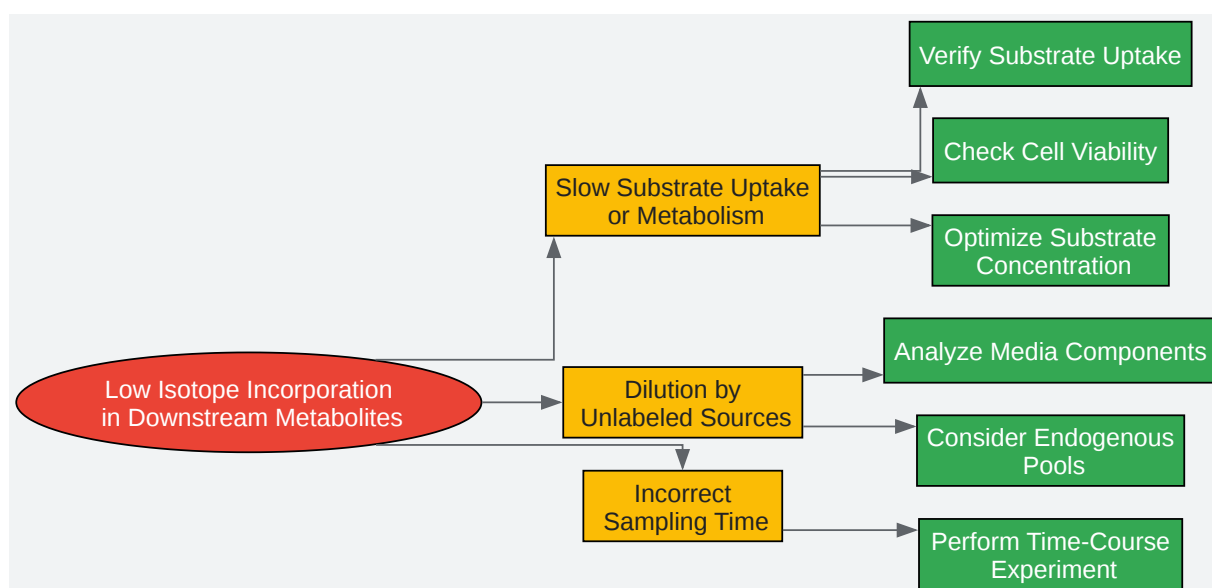 Verify Substrate Uptake
Check Cell Viability
Slow Substrate Uptake
or Metabolism
Optimize Substrate
Concentration
Analyze Media Components
Low Isotope Incorporation
in Downstream Metabolites
Dilution by
Unlabeled Sources
Consider Endogenous
Pools
Incorrect
Sampling Time
Perform Time-Course
Experiment